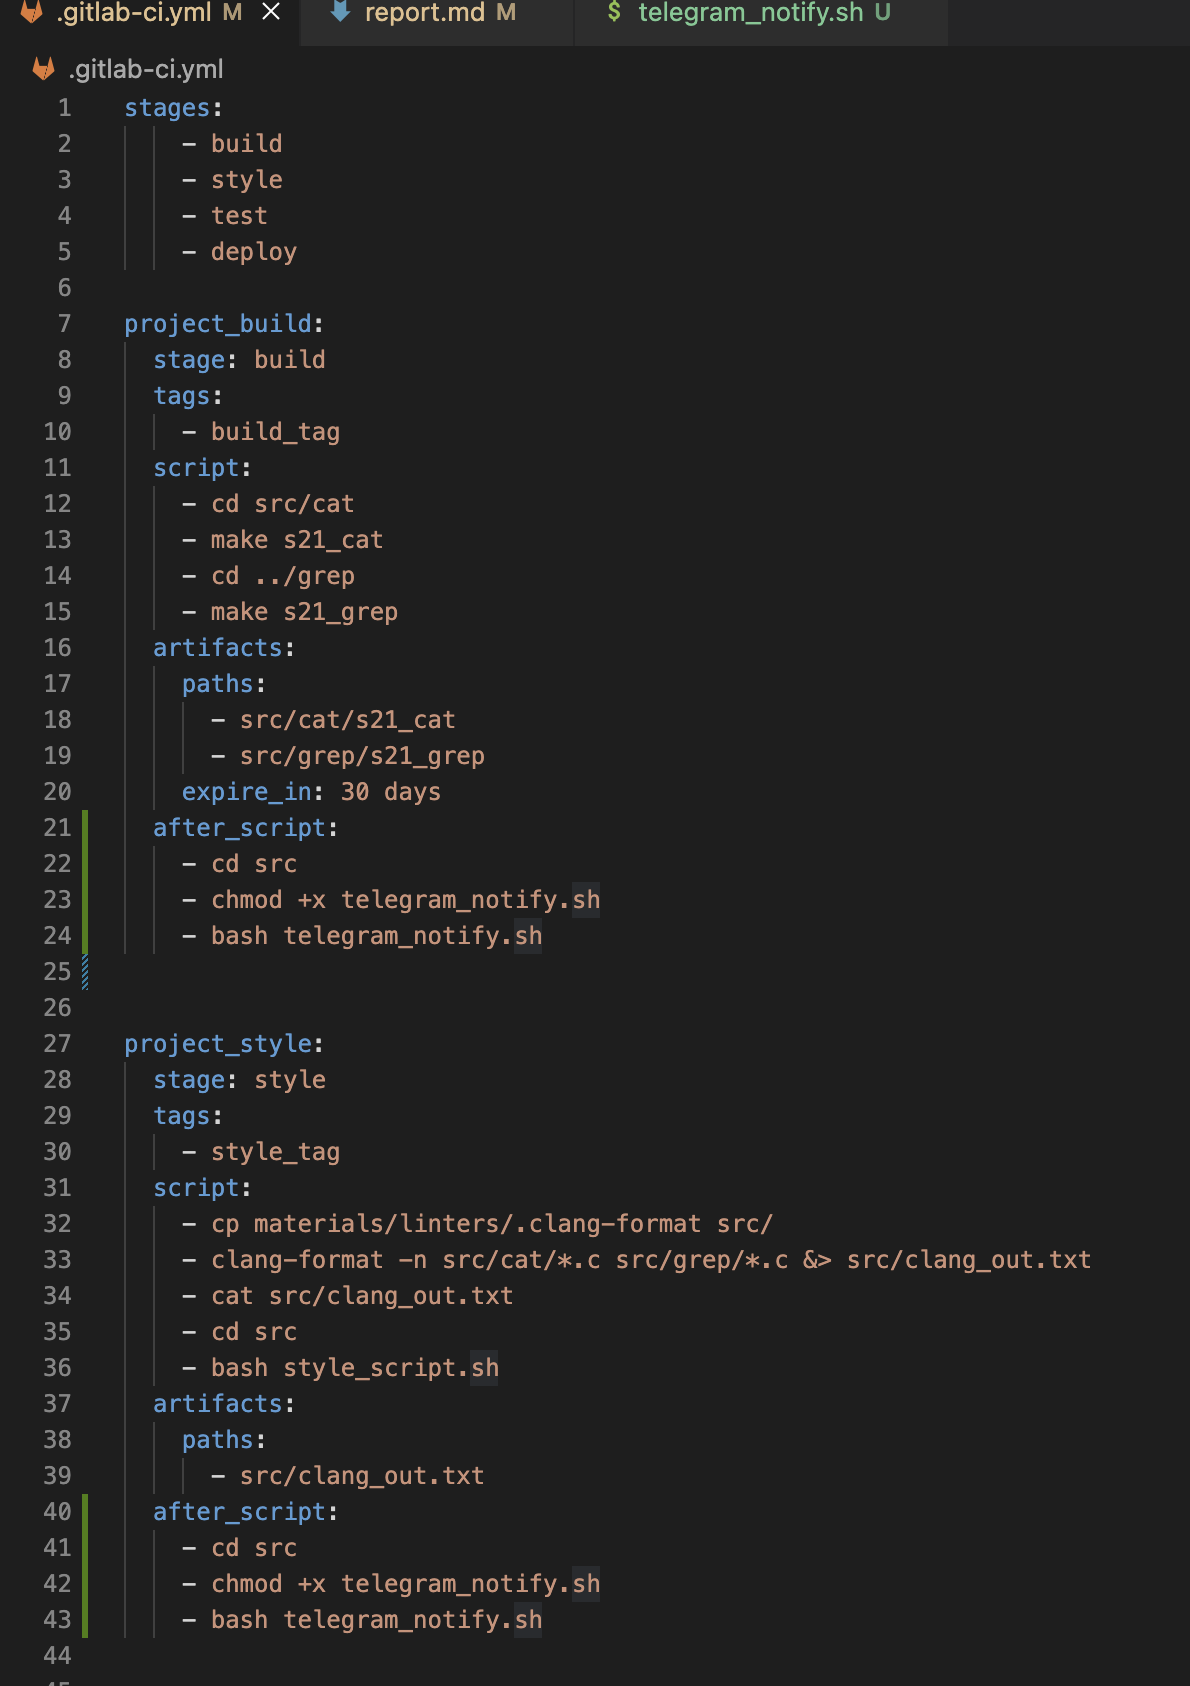 .gitlab-ci.yml M × report.md M $ telegram_notify.sh U
.gitlab-ci.yml
1 stages:
2     - build
3     - style
4     - test
5     - deploy
6
7 project_build:
8   stage: build
9   tags:
10     - build_tag
11   script:
12     - cd src/cat
13     - make s21_cat
14     - cd ../grep
15     - make s21_grep
16   artifacts:
17     paths:
18       - src/cat/s21_cat
19       - src/grep/s21_grep
20     expire_in: 30 days
21   after_script:
22     - cd src
23     - chmod +x telegram_notify.sh
24     - bash telegram_notify.sh
25
26
27 project_style:
28   stage: style
29   tags:
30     - style_tag
31   script:
32     - cp materials/linters/.clang-format src/
33     - clang-format -n src/cat/*.c src/grep/*.c &> src/clang_out.txt
34     - cat src/clang_out.txt
35     - cd src
36     - bash style_script.sh
37   artifacts:
38     paths:
39       - src/clang_out.txt
40   after_script:
41     - cd src
42     - chmod +x telegram_notify.sh
43     - bash telegram_notify.sh
44